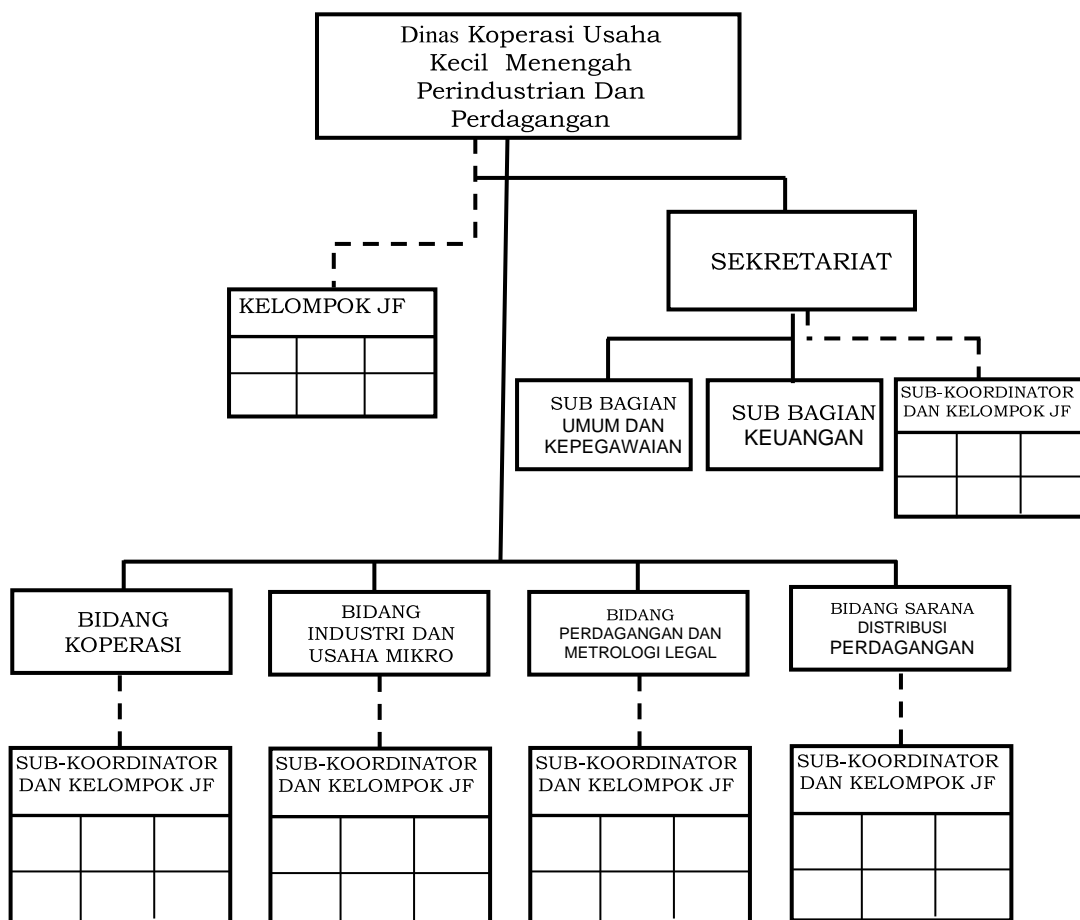 Dinas Koperasi Usaha
Kecil Menengah
Perindustrian Dan
Perdagangan
SEKRETARIAT
KELOMPOK JF
SUB BAGIAN
UMUM DAN
KEPEGAWAIAN
SUB BAGIAN
KEUANGAN
SUB-KOORDINATOR
DAN KELOMPOK JF
BIDANG
KOPERASI
BIDANG
INDUSTRI DAN
USAHA MIKRO
BIDANG
PERDAGANGAN DAN
METROLOGI LEGAL
BIDANG SARANA
DISTRIBUSI
PERDAGANGAN
SUB-KOORDINATOR
DAN KELOMPOK JF
SUB-KOORDINATOR
DAN KELOMPOK JF
SUB-KOORDINATOR
DAN KELOMPOK JF
SUB-KOORDINATOR
DAN KELOMPOK JF